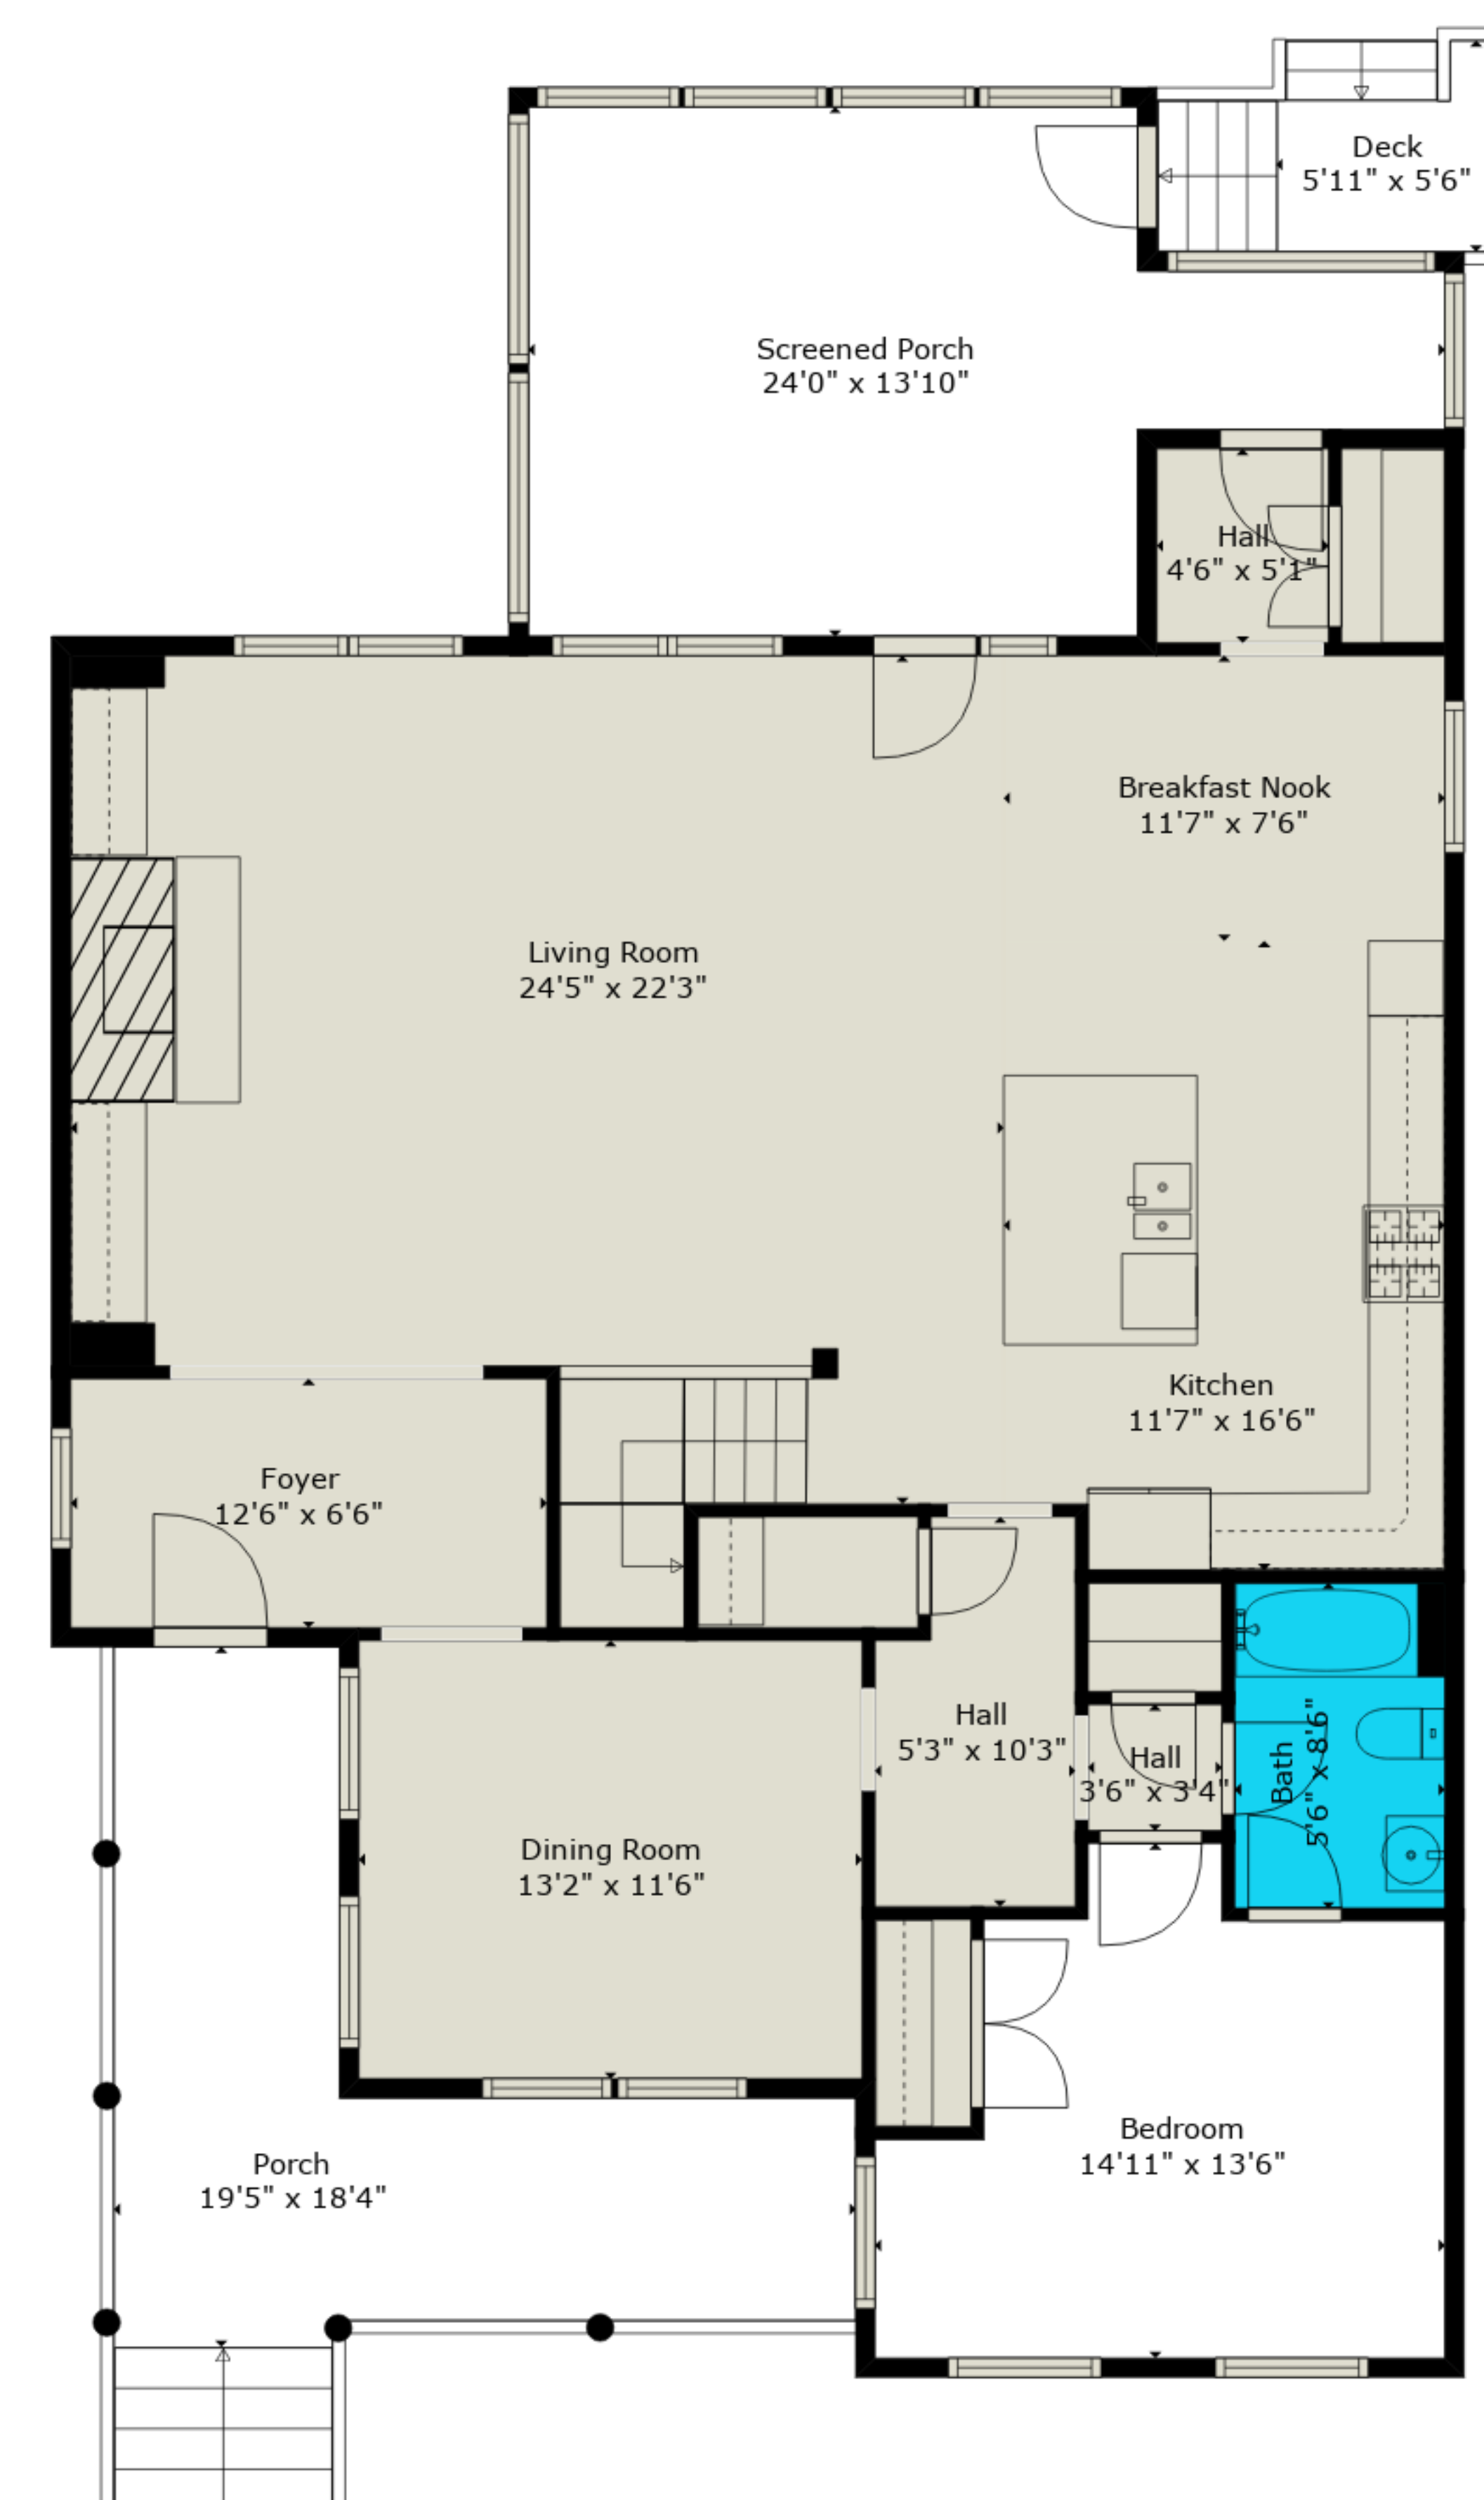 Deck
5'11" x 5'6"
Screened Porch
24'0" x 13'10"
Hall
4'6" x 5'1"
Breakfast Nook
11'7" x 7'6"
Living Room
24'5" x 22'3"
Kitchen
11'7" x 16'6"
Foyer
12'6" x 6'6"
Hall
5'3" x 10'3"
Hall
3'6" x 3'4"
Bath
5'6" x 8'6"
Dining Room
13'2" x 11'6"
Bedroom
14'11" x 13'6"
Porch
19'5" x 18'4"